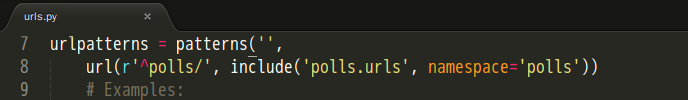 urls.py ×
7 urlpatterns = patterns('',
8     url(r'^polls/', include('polls.urls', namespace='polls'))
9     # Examples: